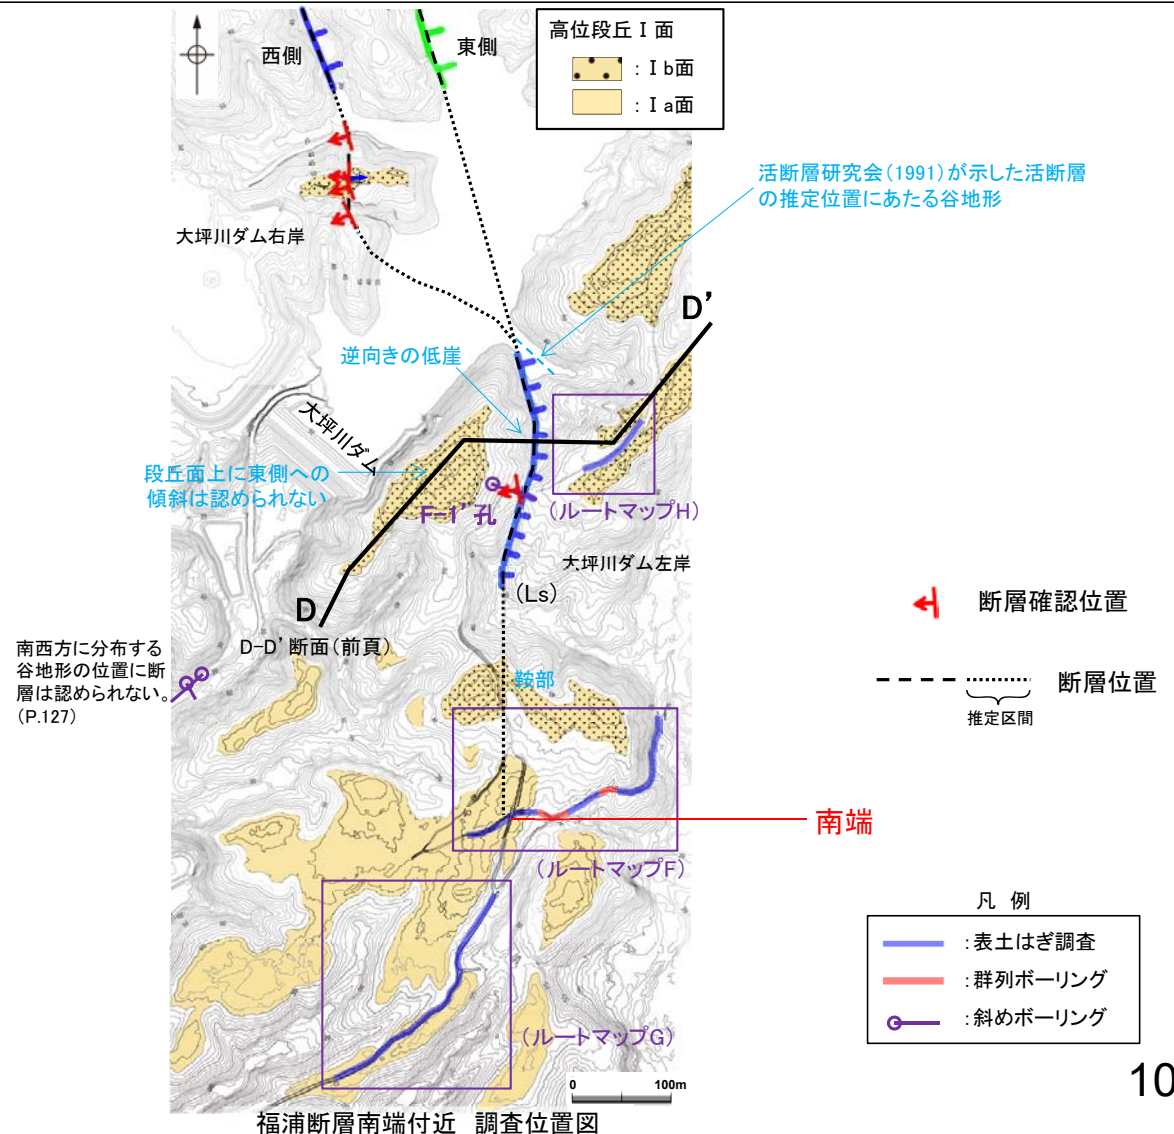 西側
東側
高位段丘Ⅰ面
：Ⅰb面
：Ⅰa面
活断層研究会(1991)が示した活断層
の推定位置にあたる谷地形
大坪川ダム右岸
D’
逆向きの低崖
大坪川ダム
段丘面上に東側への
傾斜は認められない
F-1’孔
(ルートマップH)
大坪川ダム左岸
(Ls)
D
D-D’断面(前頁)
断層確認位置
南西方に分布する
谷地形の位置に断
層は認められない。
(P.127)
鞍部
断層位置
推定区間
南端
(ルートマップF)
凡 例
：表土はぎ調査
：群列ボーリング
：斜めボーリング
(ルートマップG)
0 100m
福浦断層南端付近 調査位置図
10